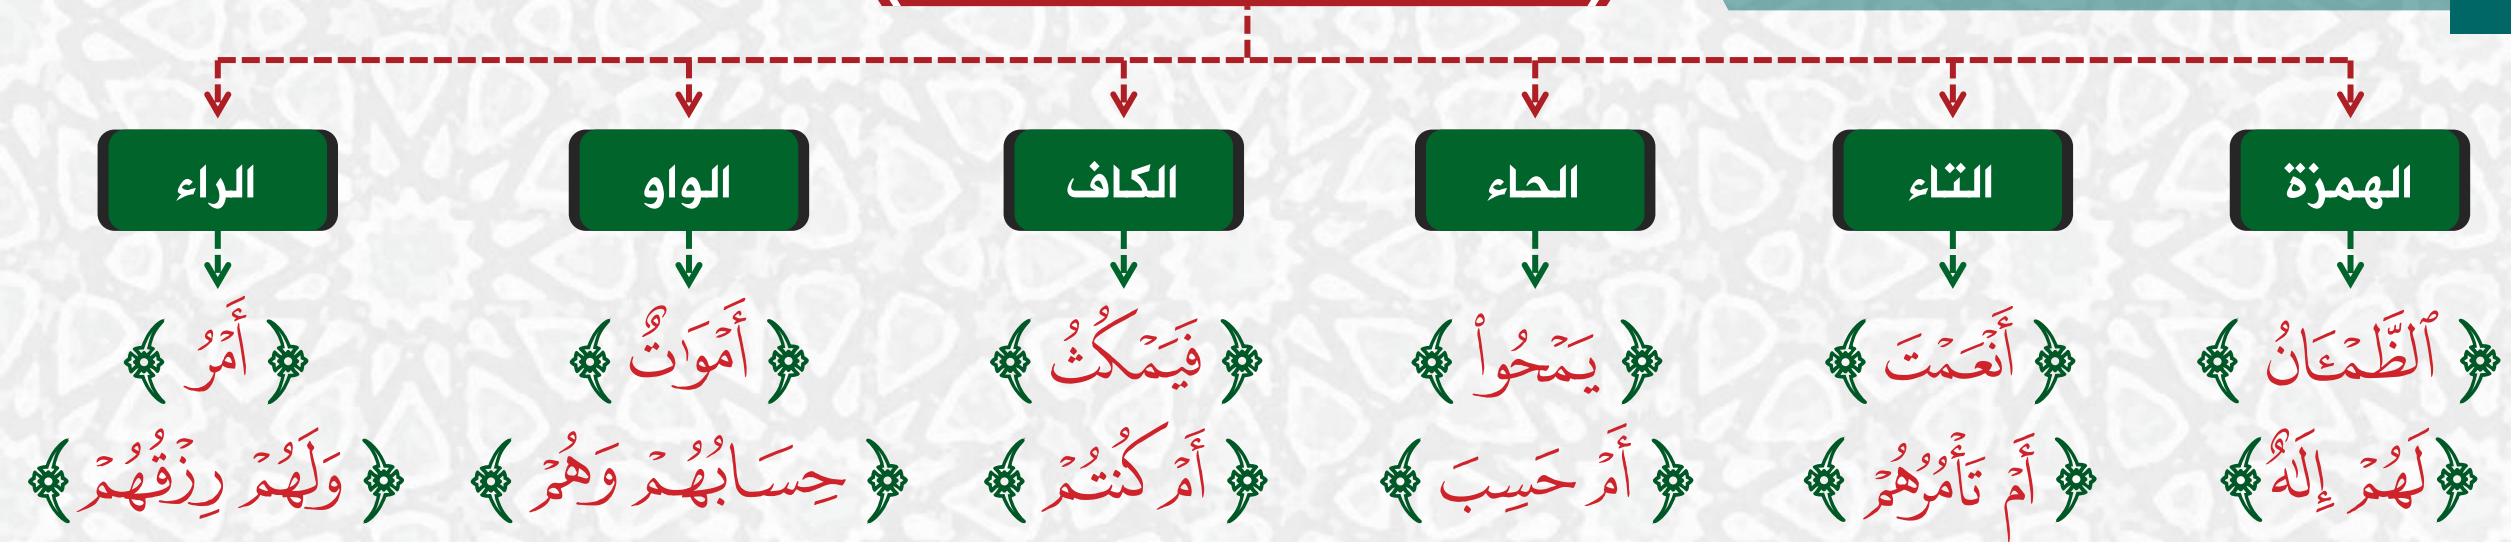 الهمزة
التاء
الحاء
الكاف
الواو
الراء
﴿ٱلظَّمۡـَٔانُ﴾
﴿أَنۡعَمۡتَ﴾
﴿يَمۡحُواْ﴾
﴿فَيَمۡكُثُ﴾
﴿أَمۡوَٰتٌ﴾
﴿أَمۡرُ﴾
﴿لَهُمۡ إِلَٰهٌ﴾
﴿أَمۡ تَأۡمُرُهُمۡ﴾
﴿أَمۡ حَسِبَ﴾
﴿أَمۡ كُنتُمۡ﴾
﴿حِسَابُهُمۡ وَهُمۡ﴾
﴿وَلَهُمۡ رِزۡقُهُمۡ﴾